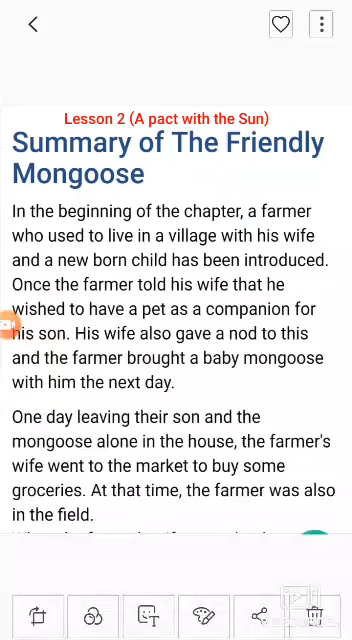 Lesson 2 (A pact with the Sun)
Summary of The Friendly
Mongoose
In the beginning of the chapter, a farmer
who used to live in a village with his wife
and a new born child has been introduced.
Once the farmer told his wife that he
wished to have a pet as a companion for
his son. His wife also gave a nod to this
and the farmer brought a baby mongoose
with him the next day.
One day leaving their son and the
mongoose alone in the house, the farmer's
wife went to the market to buy some
groceries. At that time, the farmer was also
in the field.